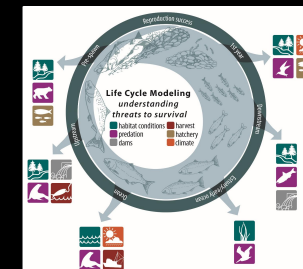 Reproduction success
Pre-spawn
1st year
Life Cycle Modeling
understanding
threats to survival
habitat conditions
harvest
predation
hatchery
dams
climate
Upstream
Downstream
Ocean
Estuary/early ocean